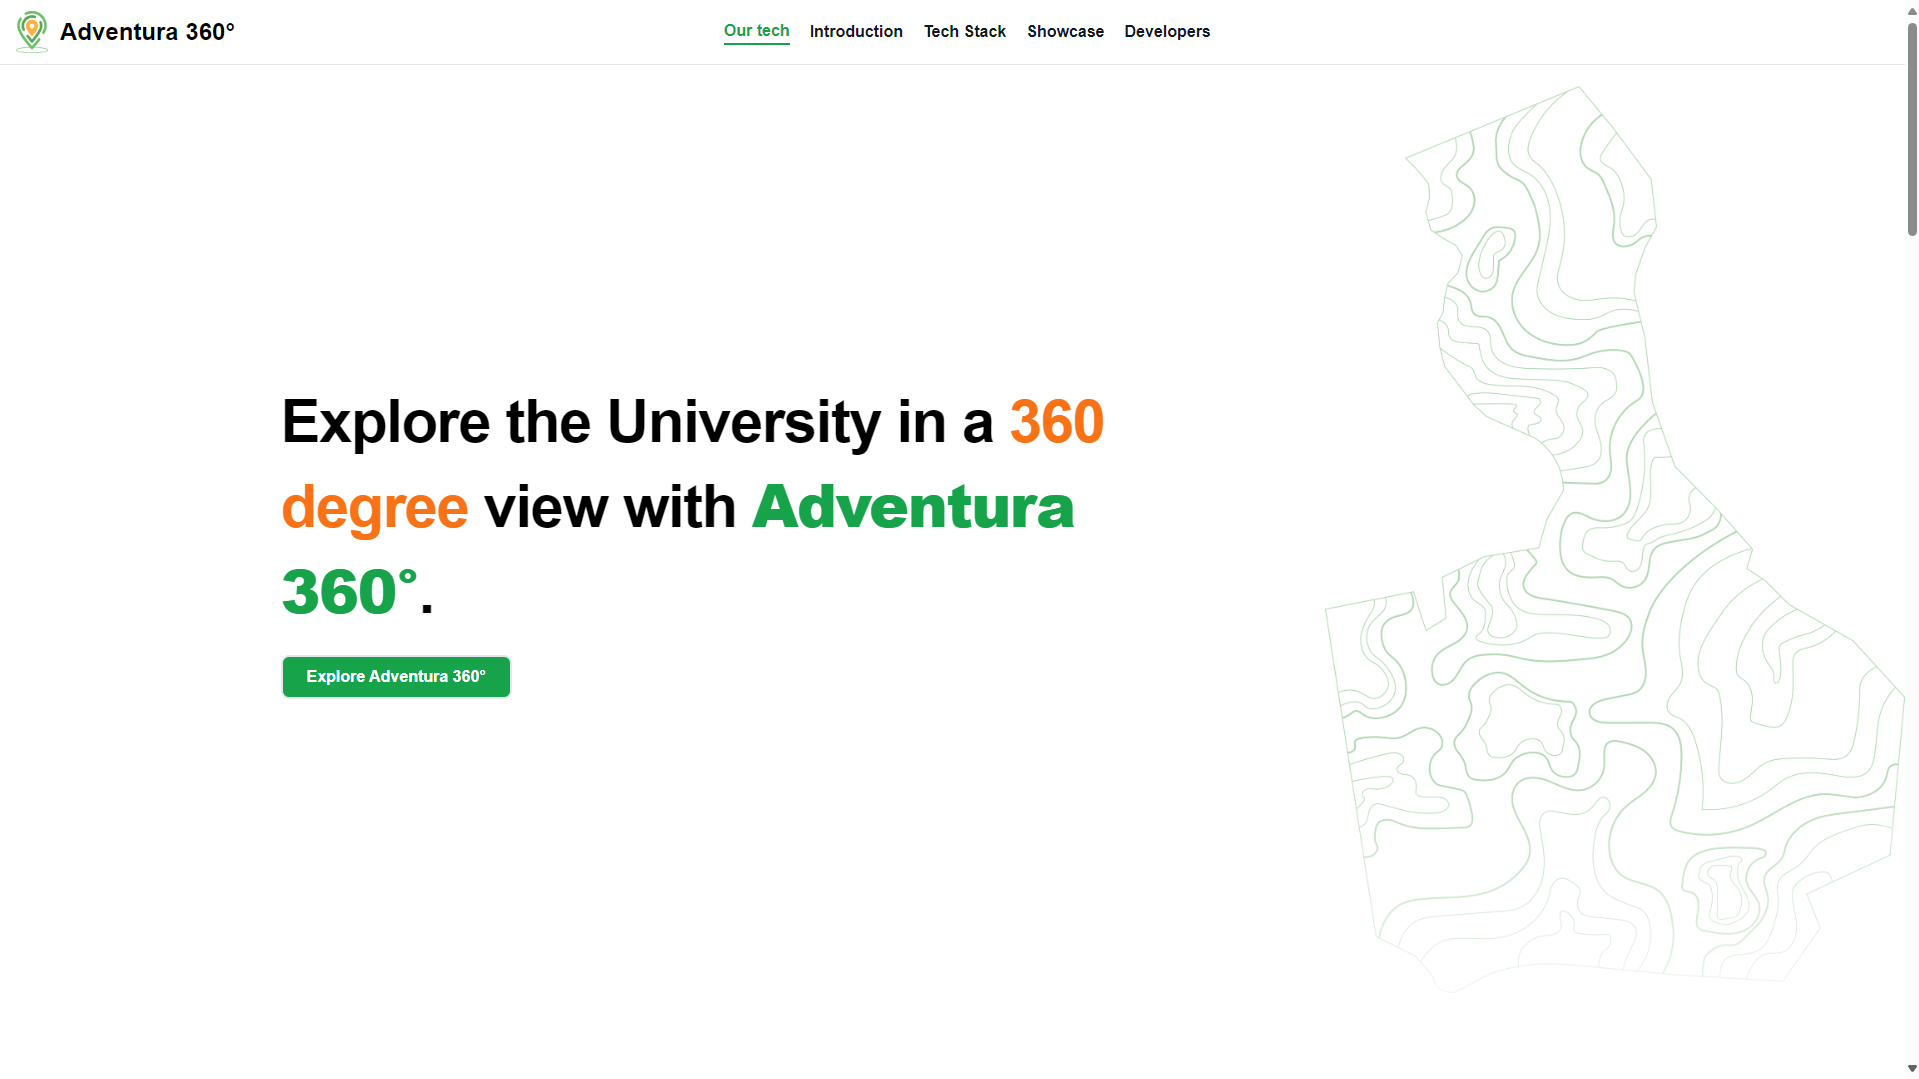 Adventura 360°
Our tech
Introduction
Tech Stack
Showcase
Developers
Explore the University in a 360
degree view with Adventura
360°.
Explore Adventura 360°